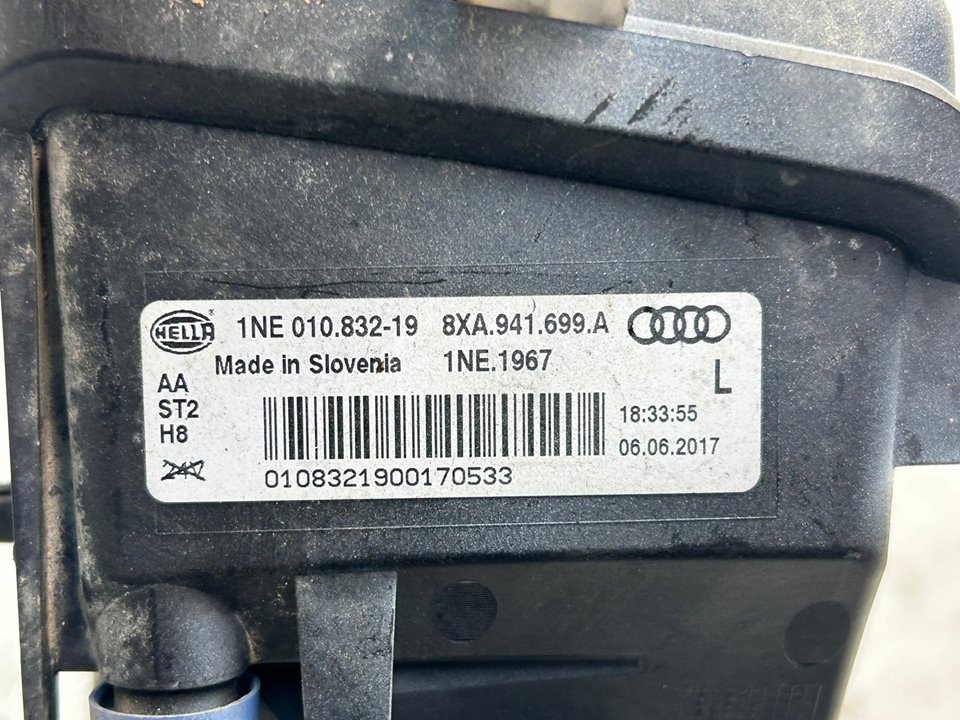 HELLA ® 1NE 010.832-19 8XA.941.699.A
Made in Slovenia 1NE.1967
L
AA
ST2
H8
18:33:55
06.06.2017
0108321900170533